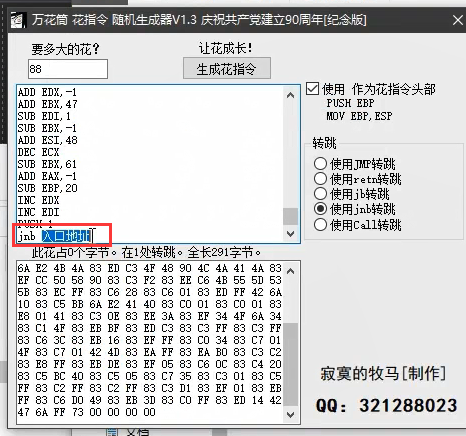 万花筒 花指令 随机生成器V1.3 庆祝共产党建立90周年[纪念版]
要多大的花?
让花成长!
88
生成花指令
使用 作为花指令头部
PUSH EBP
MOV EBP,ESP
ADD EDX,-1
ADD EBX,47
SUB EDI,1
SUB EBX,-1
ADD ESI,48
DEC ECX
SUB EBX,61
ADD EAX,-1
SUB EBP,20
INC EDX
INC EDI
PUSH 1
jnb 入口地址
转跳
使用JMP转跳
使用retn转跳
使用jb转跳
使用jnb转跳
使用Call转跳
此花占0个字节。在1处转跳。全长291字节。
6A E2 4B 4A 83 ED C3 4F 48 90 4C 4A 41 4A 83
EF CC 50 58 90 83 C3 F2 83 EE C6 4B 55 5D 53
5B 83 EC FF 83 C6 28 83 C6 01 83 ED FF 42 6A
10 83 C5 BB 6A E2 41 40 83 C0 01 83 C0 01 83
E8 01 41 83 C3 0E 83 EE 3A 83 EF 34 4F 6A 34
83 C1 4F 83 EB BF 83 ED C3 83 C3 FF 83 C3 FF
83 C6 3C 83 EB 16 83 EF FF 83 C0 34 83 C7 01
4F 83 C7 01 42 4D 83 EA FF 83 EA B0 83 C3 C2
83 E8 FF 83 EB DE 83 EF 05 83 C6 0C 83 C4 20
83 C5 BC 40 83 C5 05 83 C7 35 83 C3 01 83 C5
FF 83 C2 FF 83 C2 FF 83 C3 D1 83 EF 01 83 EB
FF 83 C6 D0 49 83 EB 3D 83 C0 FF 83 ED 14 42
47 6A FF 73 00 00 00 00
寂寞的牧马[制作]
QQ：321288023